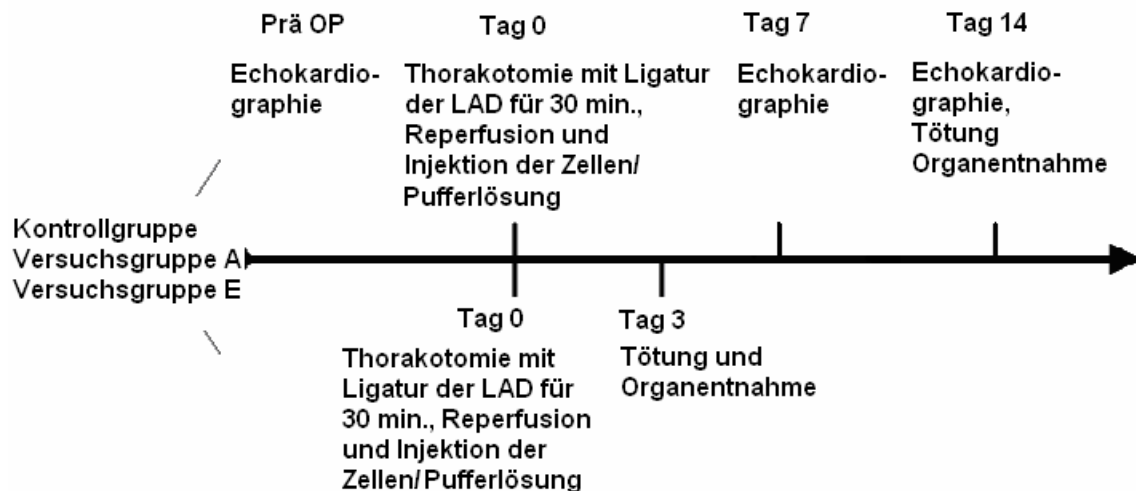 Prä OP
Echokardio-
graphie
Tag 0
Thorakotomie mit Ligatur
der LAD für 30 min.,
Reperfusion und
Injektion der Zellen/
Pufferlösung
Tag 7
Echokardio-
graphie
Tag 14
Echokardio-
graphie,
Tötung
Organentnahme
Kontrollgruppe
Versuchsgruppe A
Versuchsgruppe E
Tag 0
Thorakotomie mit
Ligatur der LAD für
30 min., Reperfusion
und Injektion der
Zellen/Pufferlösung
Tag 3
Tötung und
Organentnahme